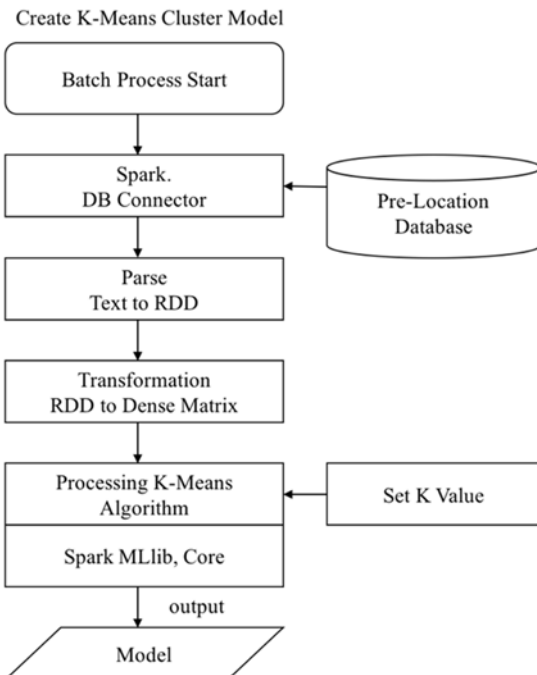 Create K-Means Cluster Model
Batch Process Start
Spark.
DB Connector
Pre-Location
Database
Parse
Text to RDD
Transformation
RDD to Dense Matrix
Processing K-Means
Algorithm
Set K Value
Spark MLlib, Core
output
Model